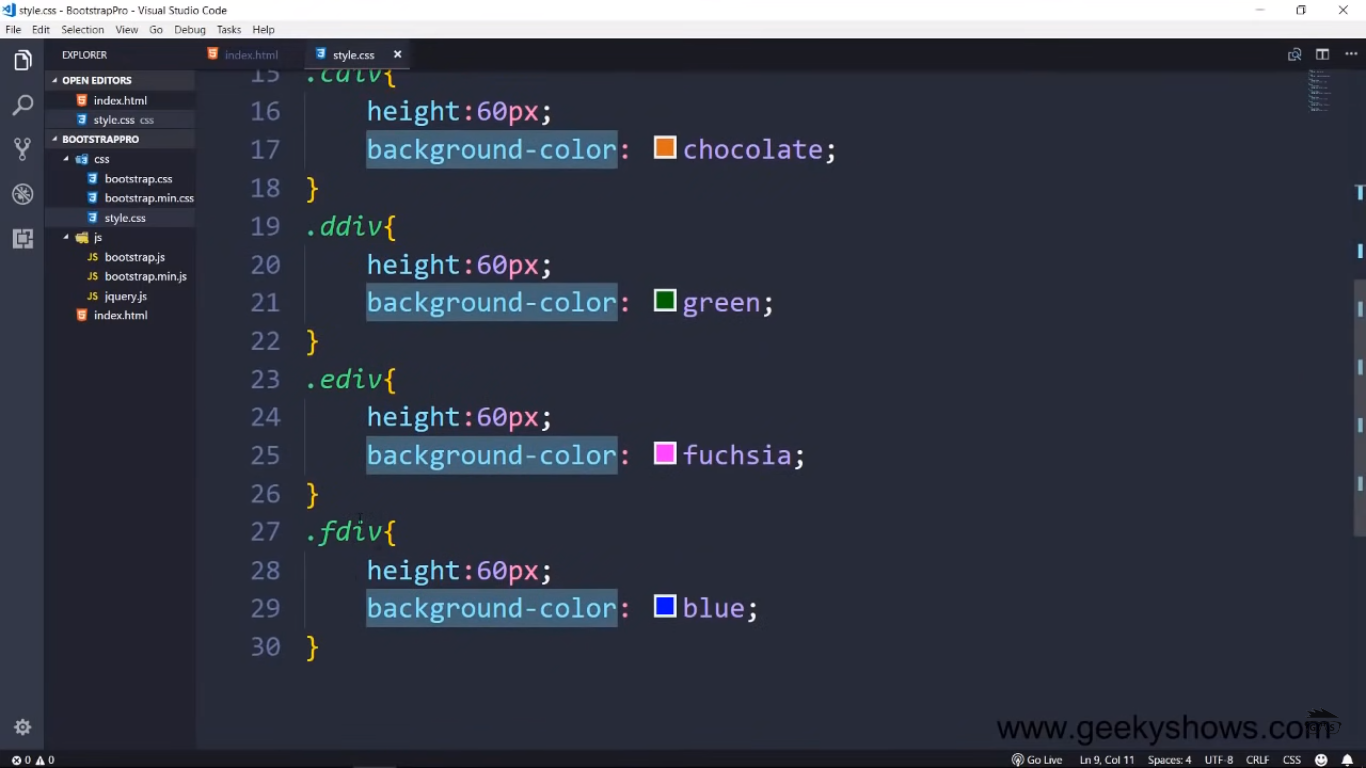 style.css - BootstrapPro - Visual Studio Code
File Edit Selection View Go Debug Tasks Help
EXPLORER
OPEN EDITORS
index.html
style.css css
BOOTSTRAPPRO
css
bootstrap.css
bootstrap.min.css
style.css
js
bootstrap.js
bootstrap.min.js
jquery.js
index.html
index.html style.css
15 .cdiv{
16 height:60px;
17 background-color: chocolate;
18 }
19 .ddiv{
20 height:60px;
21 background-color: green;
22 }
23 .ediv{
24 height:60px;
25 background-color: fuchsia;
26 }
27 .fdiv{
28 height:60px;
29 background-color: blue;
30 }
www.geekyshows.com
0 0 Go Live Ln 9, Col 11 Spaces: 4 UTF-8 CRLF CSS